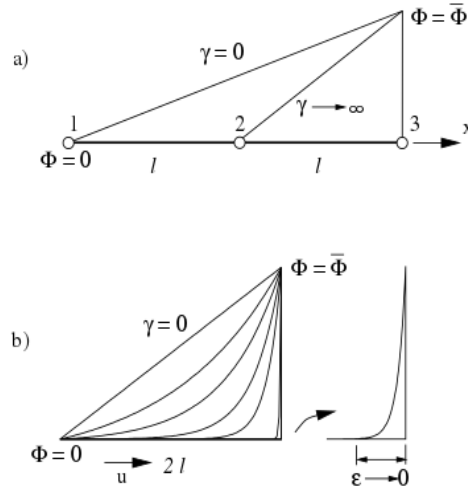 Φ = Φ̅
a)
γ = 0
γ → ∞
1 2 3 x
Φ = 0 l l
Φ = Φ̅
γ = 0
b)
Φ = 0 u 2 l
ε → 0